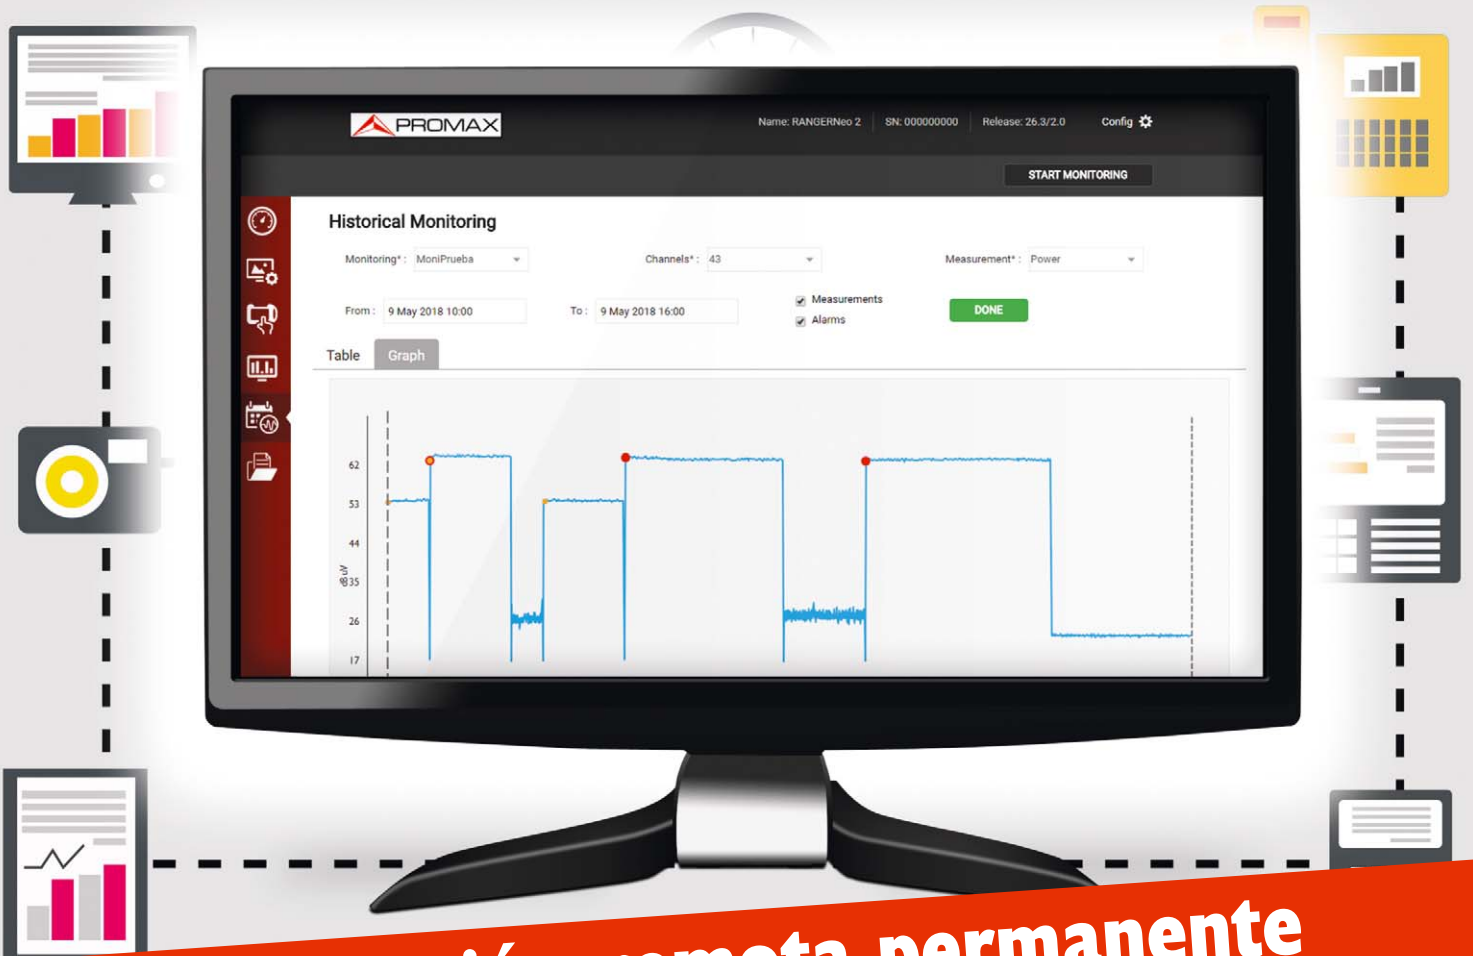 PROMAX
Name: RANGERNeo 2
SN: 000000000
Release: 26.3/2.0
Config
START MONITORING
Historical Monitoring
Monitoring* : MoniPrueba
Channels* : 43
Measurement* : Power
From : 9 May 2018 10:00
To : 9 May 2018 16:00
Measurements
Alarms
DONE
Table
Graph
62
53
44
dBuV
35
26
17
remota permanente